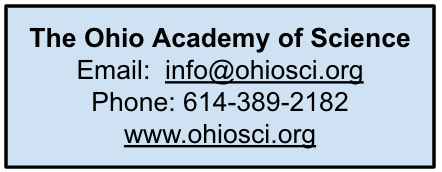 The Ohio Academy of Science
Email: info@ohiosci.org
Phone: 614-389-2182
www.ohiosci.org